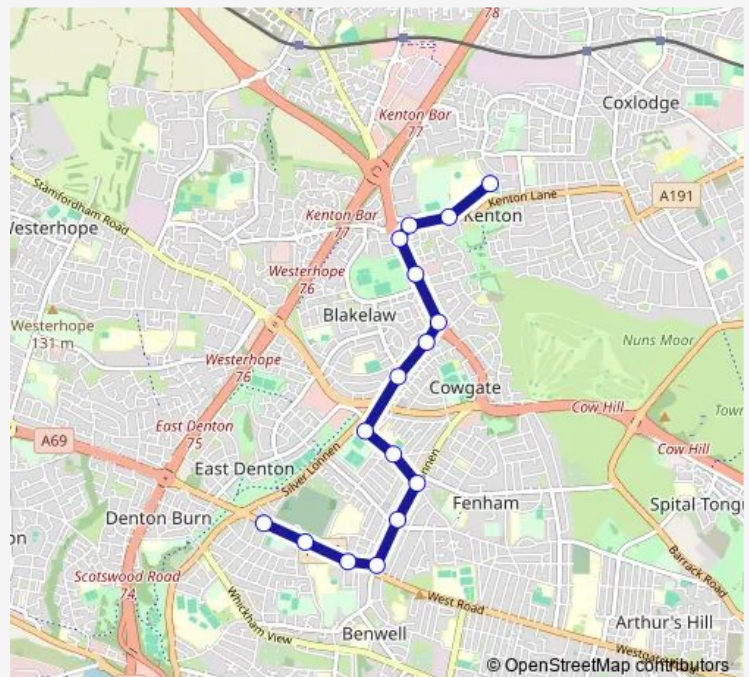 78
Kenton Bar
77
Coxlodge
Stamfordham Road
Kenton Lane
A191
Kenton
Kenton Bar
77
Westerhope
76
Blakelaw
Westerhope
131 m
Nuns Moor
Westerhope
76
Cowgate
Cow Hill
East Denton
75
A69
Cow Hill
East Denton
Silver Lonnen
Fenham
Denton Burn
Spital
Scotswood Road
74
Barrack Road
Whickham View
West Road
Arthur's Hill
Benwell
© OpenStreetMap contributors